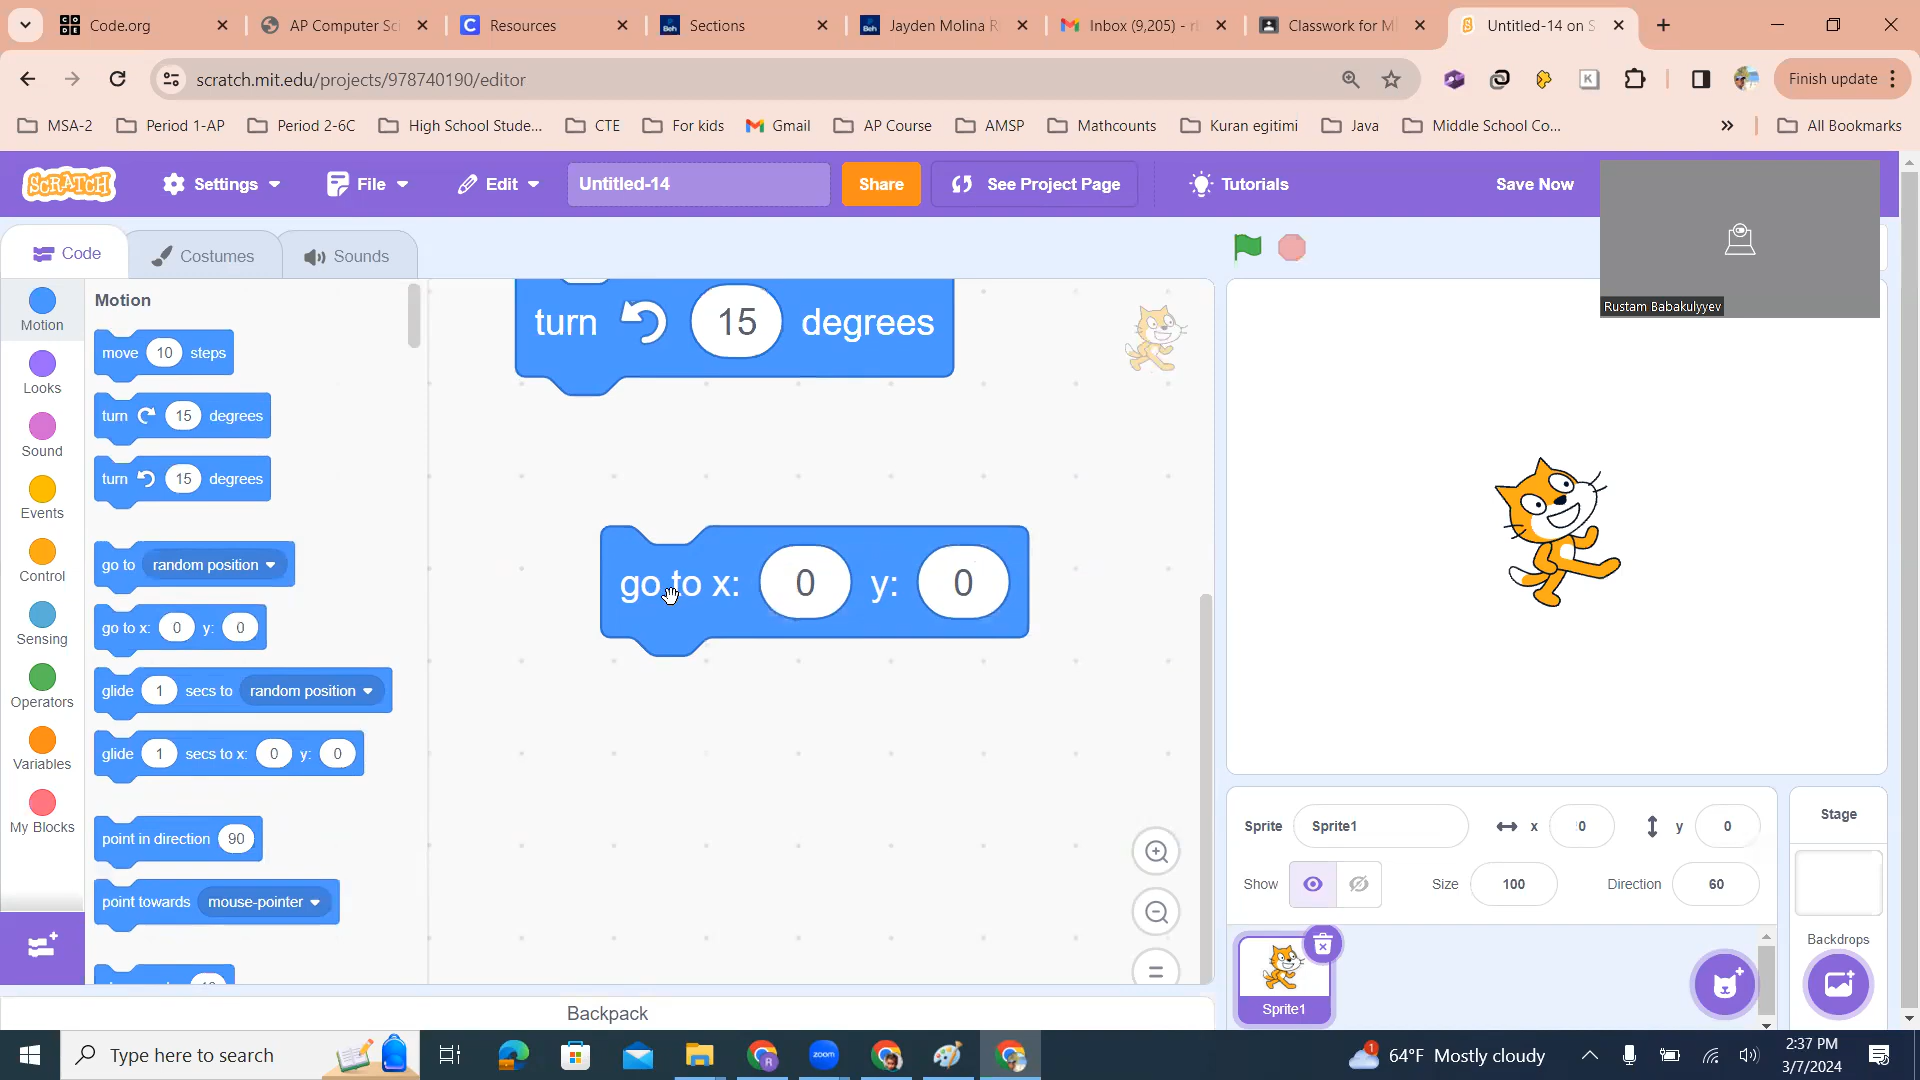 Code.org
AP Computer Sci
Resources
Sections
Jayden Molina R
Inbox (9,205) - r
Classwork for M
Untitled-14 on S
scratch.mit.edu/projects/978740190/editor
Finish update
MSA-2
Period 1-AP
Period 2-6C
High School Stude...
CTE
For kids
Gmail
AP Course
AMSP
Mathcounts
Kuran egitimi
Java
Middle School Co...
All Bookmarks
SCRATCH
Settings
File
Edit
Untitled-14
Share
See Project Page
Tutorials
Save Now
Rustam Babakulyyev
Code
Costumes
Sounds
Motion
Looks
Sound
Events
Control
Sensing
Operators
Variables
My Blocks
Motion
move 10 steps
turn 15 degrees
turn 15 degrees
go to random position
go to x: 0 y: 0
glide 1 secs to random position
glide 1 secs to x: 0 y: 0
point in direction 90
point towards mouse-pointer
turn 15 degrees
go to x: 0 y: 0
Backpack
Sprite Sprite1 x 0 y 0
Show Size 100 Direction 60
Sprite1
Stage
Backdrops
Type here to search
zoom
64°F Mostly cloudy
2:37 PM
3/7/2024